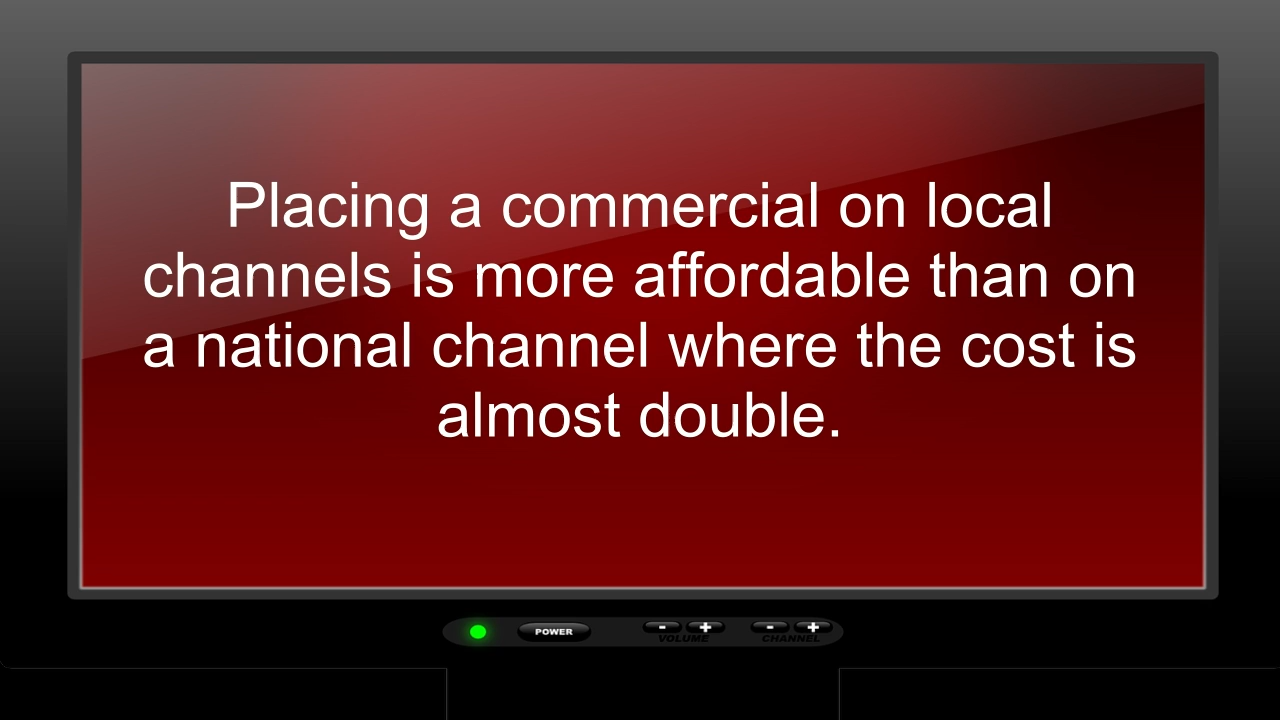 Placing a commercial on local
channels is more affordable than on
a national channel where the cost is
almost double.
POWER
- + - +
VOLUME CHANNEL